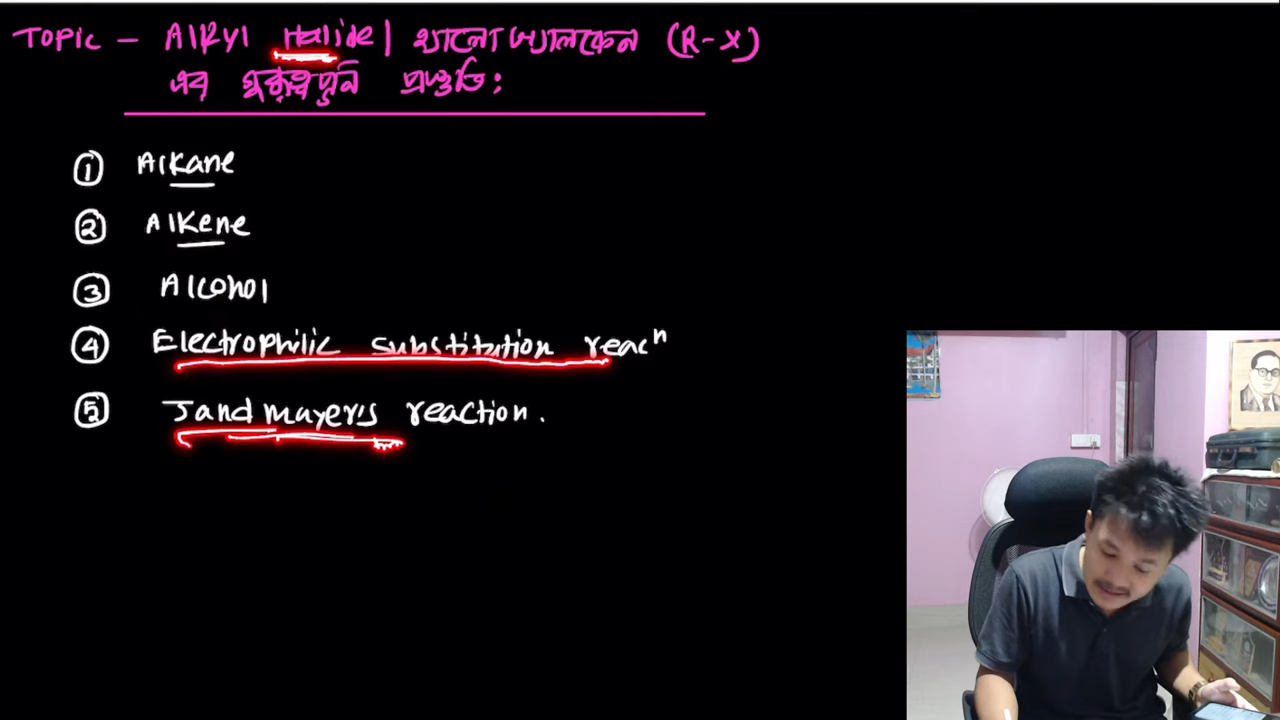 TOPIC - Alkyl Halide | হ্যালো অ্যালকেন (R-X)
এর গুরুত্বপূর্ণ প্রস্তুতি:
① Alkane
② Alkene
③ Alcohol
④ Electrophilic substitution reacⁿ
⑤ Sandmayer's reaction.